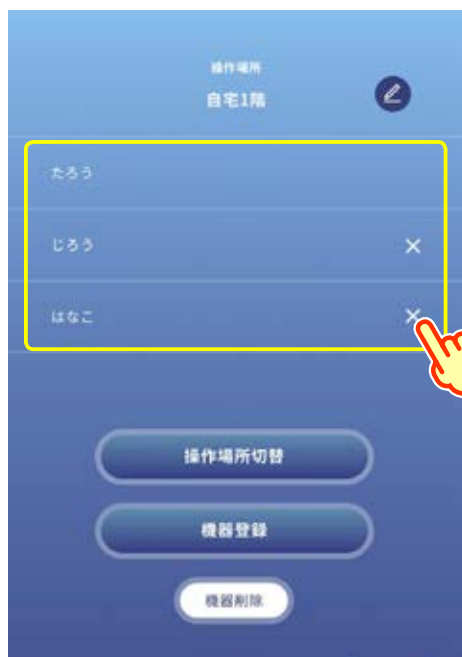 操作場所
自宅1階
たろう
じろう
はなこ
操作場所切替
機器登録
機器削除